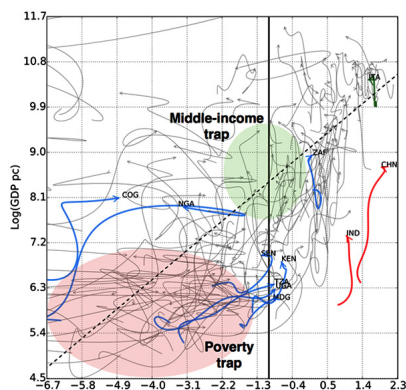 11.7
10.8
9.9
9.0
8.1
7.2
6.3
5.4
4.5
Log(GDP pc)
Middle-income
trap
ITA
ZAF
CHN
COG
NGA
IND
SEN
KEN
UGA
MDG
Poverty
trap
−6.7 −5.8 −4.9 −4.0 −3.1 −2.2 −1.3 −0.4 0.5 1.4 2.3